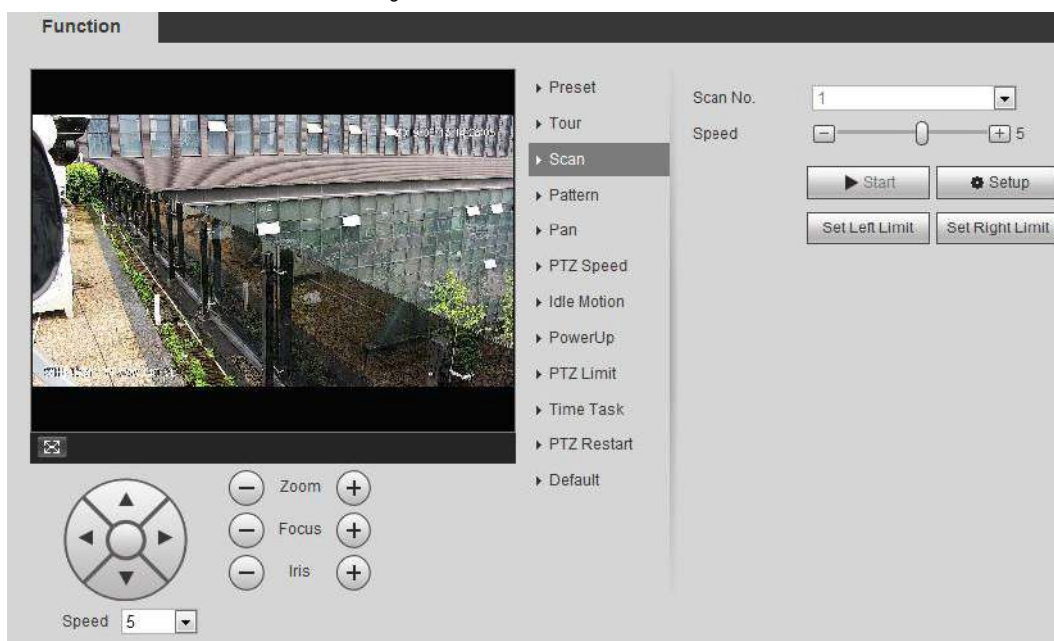 Function
Preset
Tour
Scan
Pattern
Pan
PTZ Speed
Idle Motion
PowerUp
PTZ Limit
Time Task
PTZ Restart
Default
Scan No. 1
Speed 5
Start Setup
Set Left Limit Set Right Limit
Zoom
Focus
Iris
Speed 5